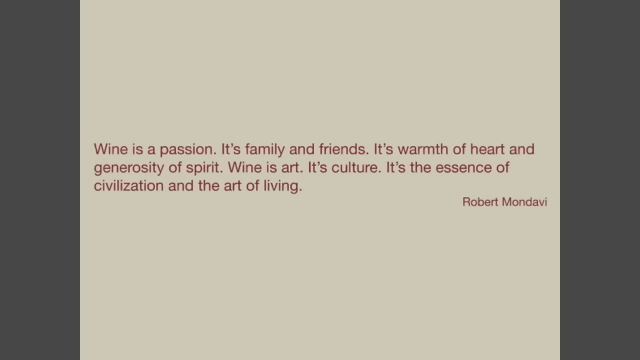 Wine is a passion. It’s family and friends. It’s warmth of heart and
generosity of spirit. Wine is art. It’s culture. It’s the essence of
civilization and the art of living.
Robert Mondavi